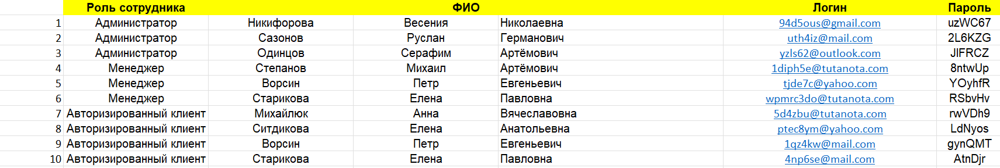 Роль сотрудника ФИО Логин Пароль
1 Администратор Никифорова Весения Николаевна 94d5ous@gmail.com uzWC67
2 Администратор Сазонов Руслан Германович uth4iz@mail.com 2L6KZG
3 Администратор Одинцов Серафим Артёмович yzls62@outlook.com JlFRCZ
4 Менеджер Степанов Михаил Артёмович 1diph5e@tutanota.com 8ntwUp
5 Менеджер Ворсин Петр Евгеньевич tjde7c@yahoo.com YOyhfR
6 Менеджер Старикова Елена Павловна wpmrc3do@tutanota.com RSbvHv
7 Авторизированный клиент Михайлюк Анна Вячеславовна 5d4zbu@tutanota.com rwVDh9
8 Авторизированный клиент Ситдикова Елена Анатольевна ptec8ym@yahoo.com LdNyos
9 Авторизированный клиент Ворсин Петр Евгеньевич 1qz4kw@mail.com gynQMT
10 Авторизированный клиент Старикова Елена Павловна 4np6se@mail.com AtnDjr